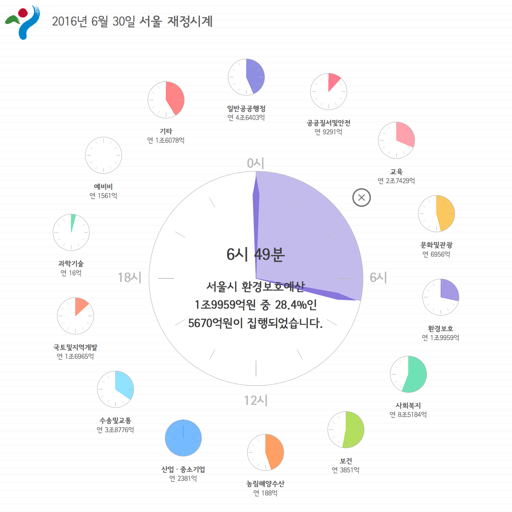 2016년 6월 30일 서울 재정시계
일반공공행정
연 4조6403억
공공질서및안전
연 9291억
기타
연 1조6078억
교육
연 2조7429억
예비비
연 1561억
0시
문화및관광
연 6956억
6시 49분
과학기술
연 16억
18시
6시
서울시 환경보호예산
1조9959억원 중 28.4%인
5670억원이 집행되었습니다.
환경보호
연 1조9959억
국토및지역개발
연 1조6965억
사회복지
연 8조5184억
12시
수송및교통
연 3조8776억
보건
연 3851억
산업·중소기업
연 2381억
농림해양수산
연 188억